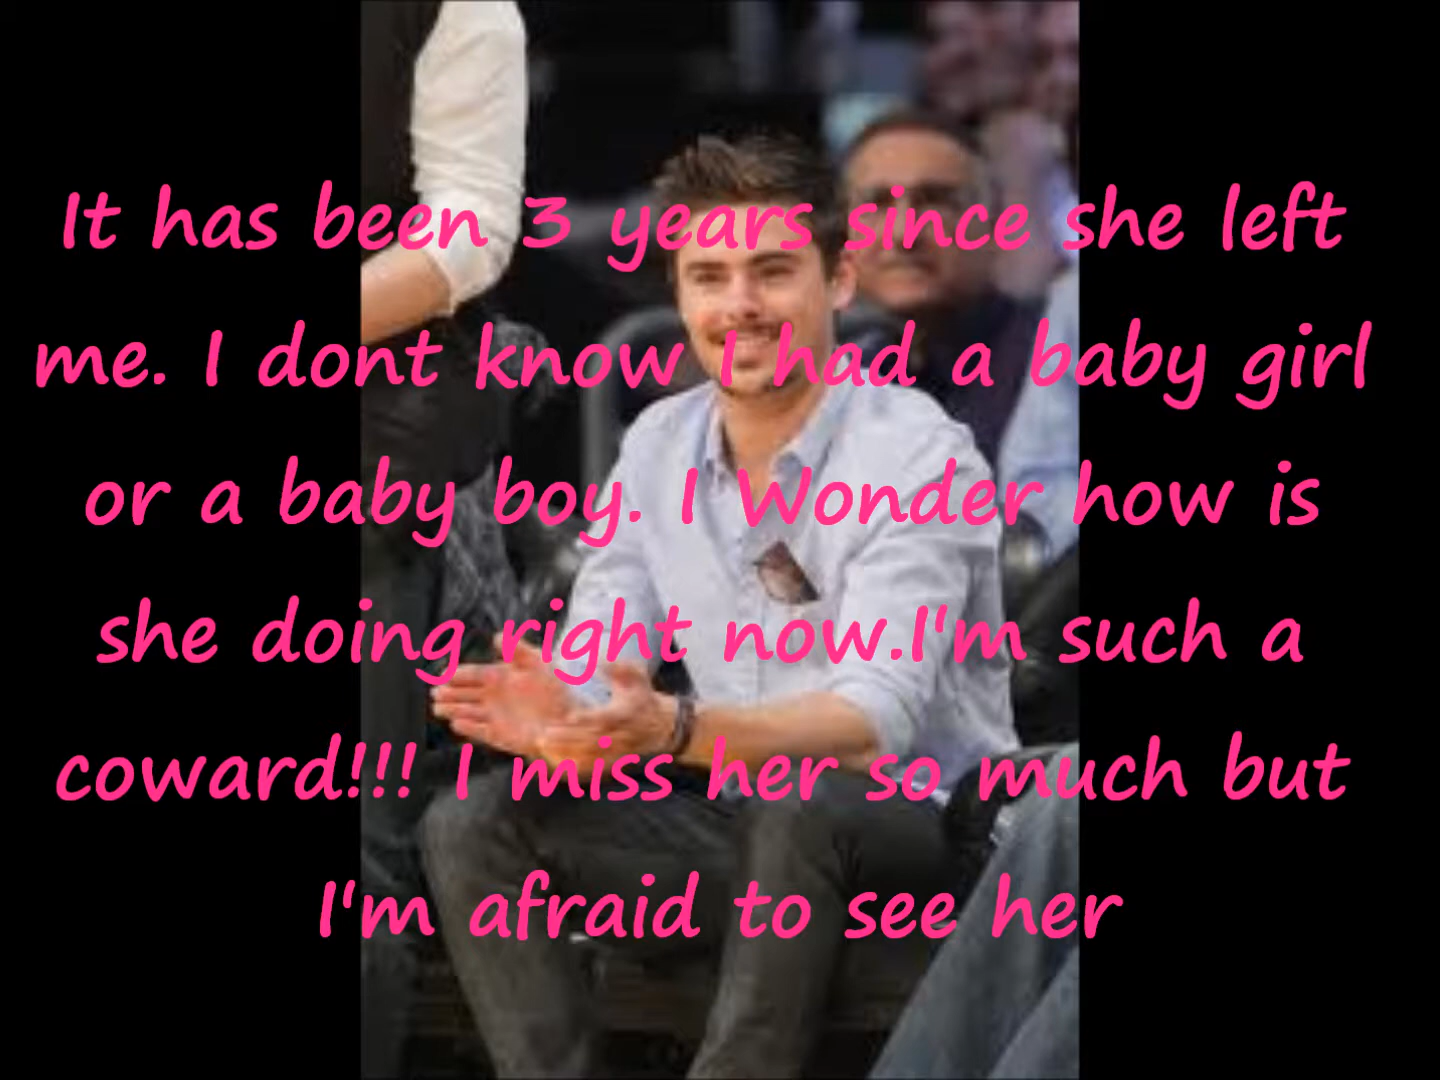 It has been 3 years since she left
me. I dont know I had a baby girl
or a baby boy. I Wonder how is
she doing right now.I'm such a
coward!!! I miss her so much but
I'm afraid to see her